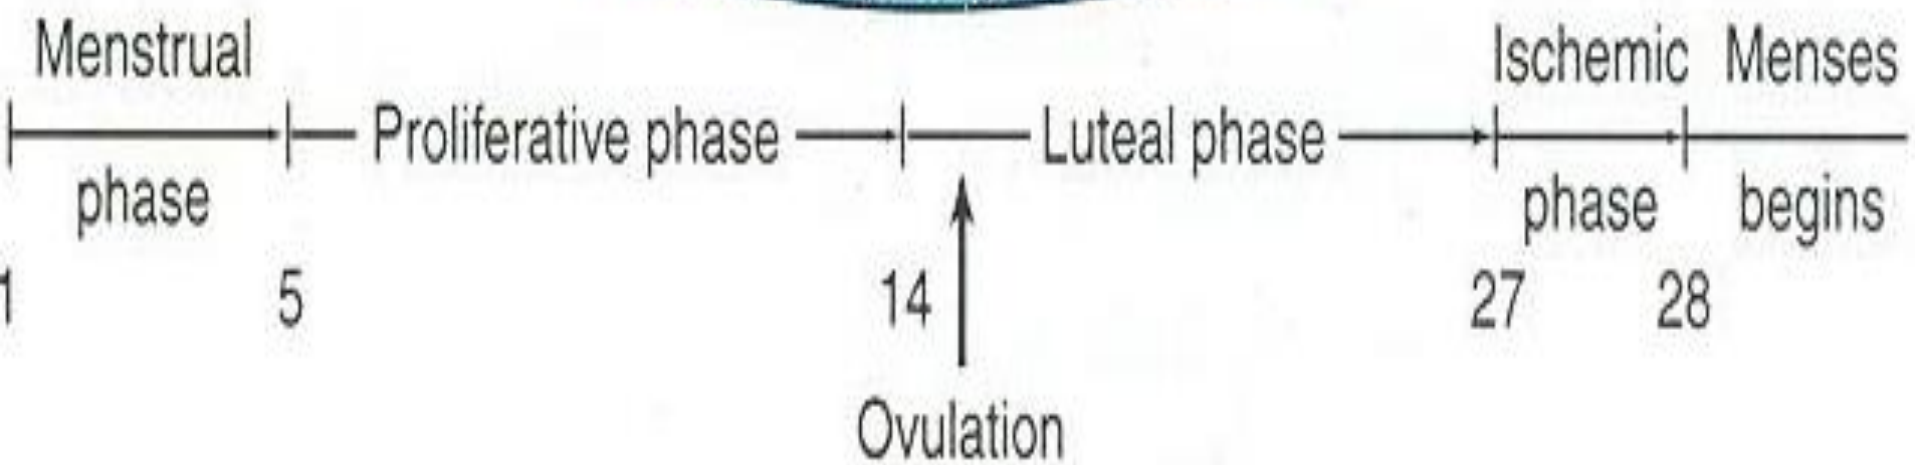 Menstrual Ischemic Menses
Proliferative phase Luteal phase
phase phase begins
1 5 14 27 28
Ovulation